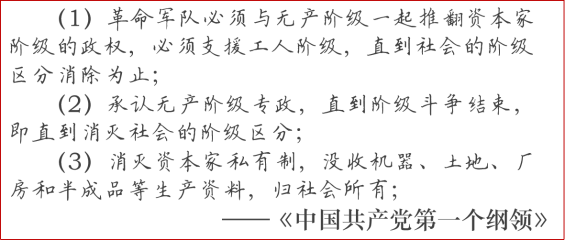 （1）革命军队必须与无产阶级一起推翻资本家
阶级的政权，必须支援工人阶级，直到社会的阶级
区分消除为止；
（2）承认无产阶级专政，直到阶级斗争结束，
即直到消灭社会的阶级区分；
（3）消灭资本家私有制，没收机器、土地、厂
房和半成品等生产资料，归社会所有；
——《中国共产党第一个纲领》